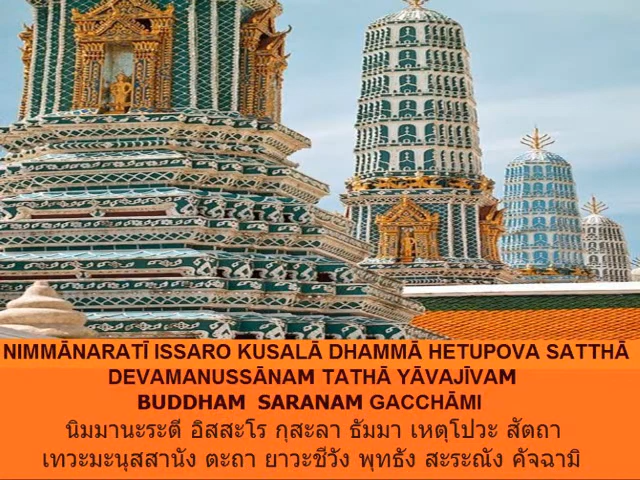 NIMMĀNARATĪ ISSARO KUSALĀ DHAMMĀ HETUPOVA SATTHĀ
DEVAMANUSSĀNAM TATHĀ YĀVAJĪVAM
BUDDHAM SARANAM GACCHĀMI
นิมมานะระตี อิสสะโร กุสะลา ธัมมา เหตุโปวะ สัตถา
เทวะมะนุสสานัง ตะถา ยาวะชีวัง พุทธัง สะระณัง คัจฉามิ